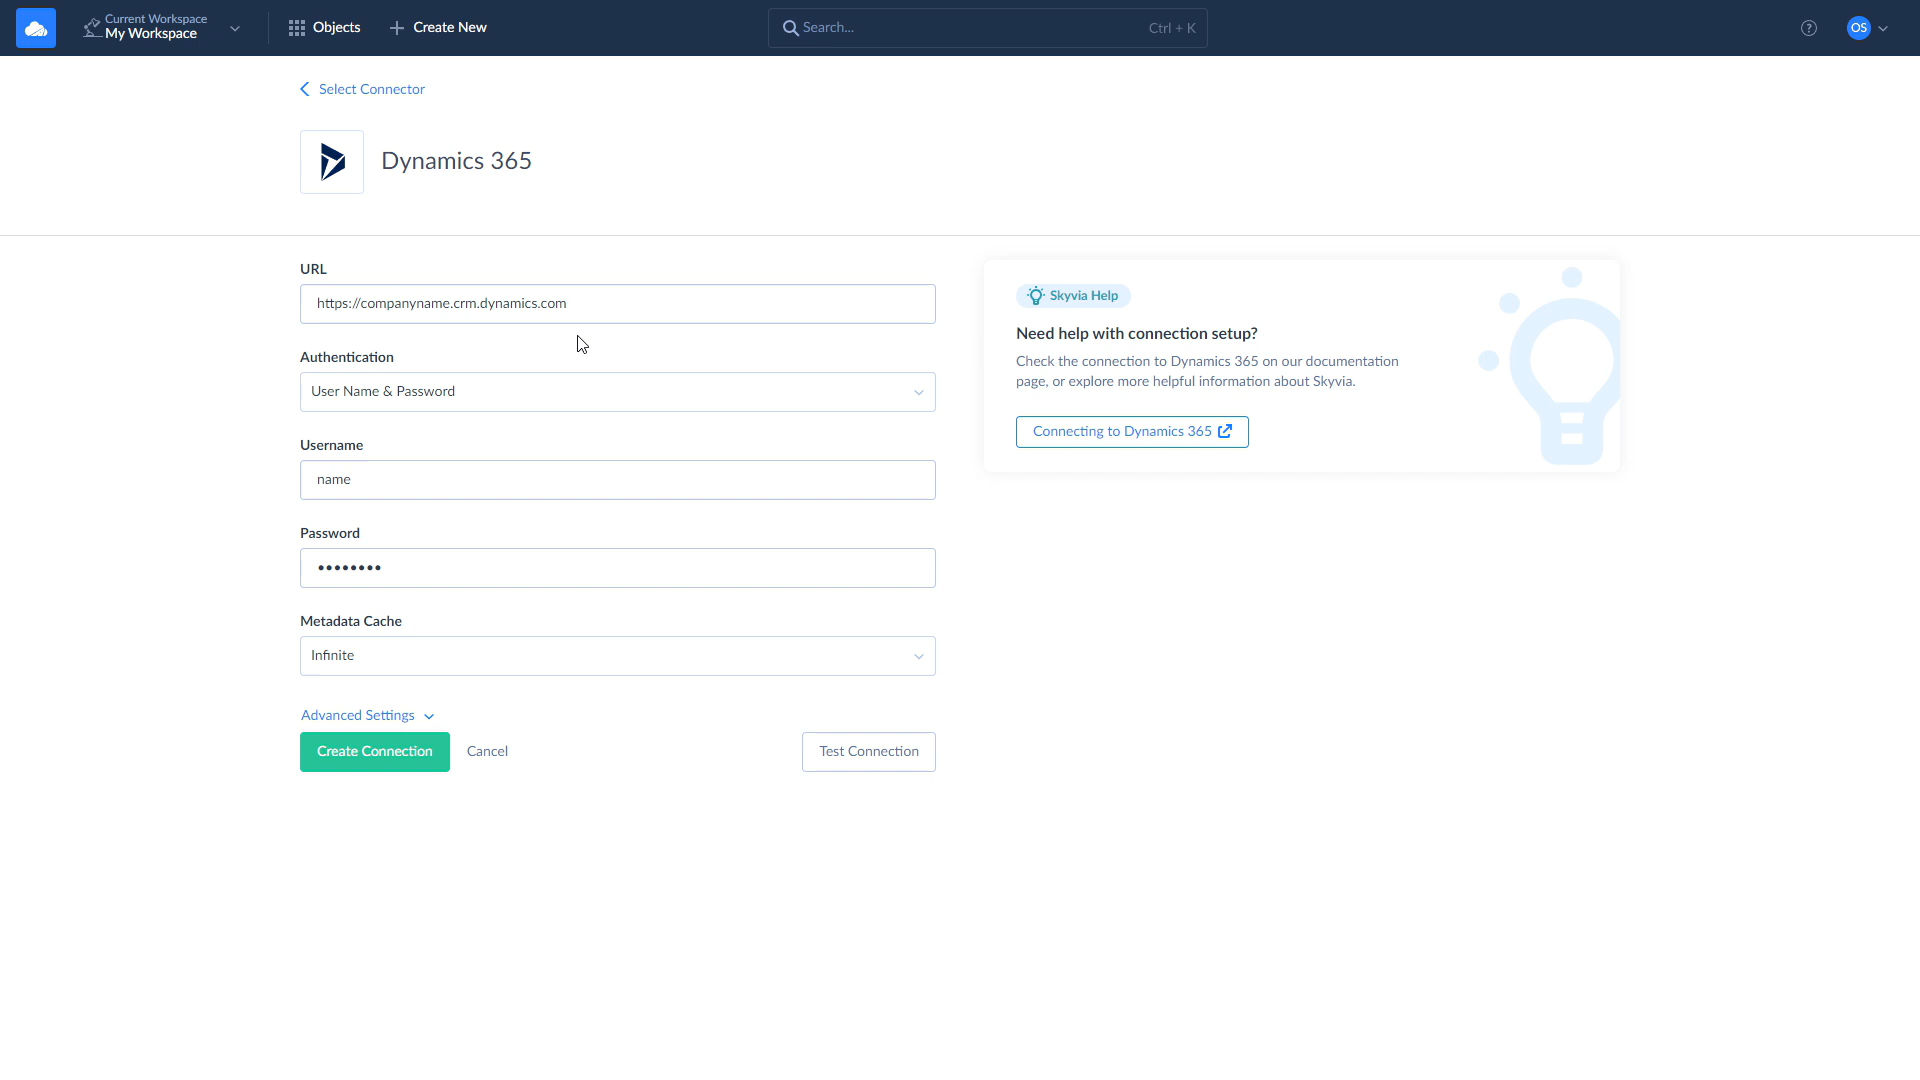 Current Workspace
My Workspace
Objects
Create New
Search...
Ctrl + K
?
OS
Select Connector
Dynamics 365
URL
https://companyname.crm.dynamics.com
Authentication
User Name & Password
Username
name
Password
••••••••
Metadata Cache
Infinite
Advanced Settings
Create Connection
Cancel
Test Connection
Skyvia Help
Need help with connection setup?
Check the connection to Dynamics 365 on our documentation
page, or explore more helpful information about Skyvia.
Connecting to Dynamics 365